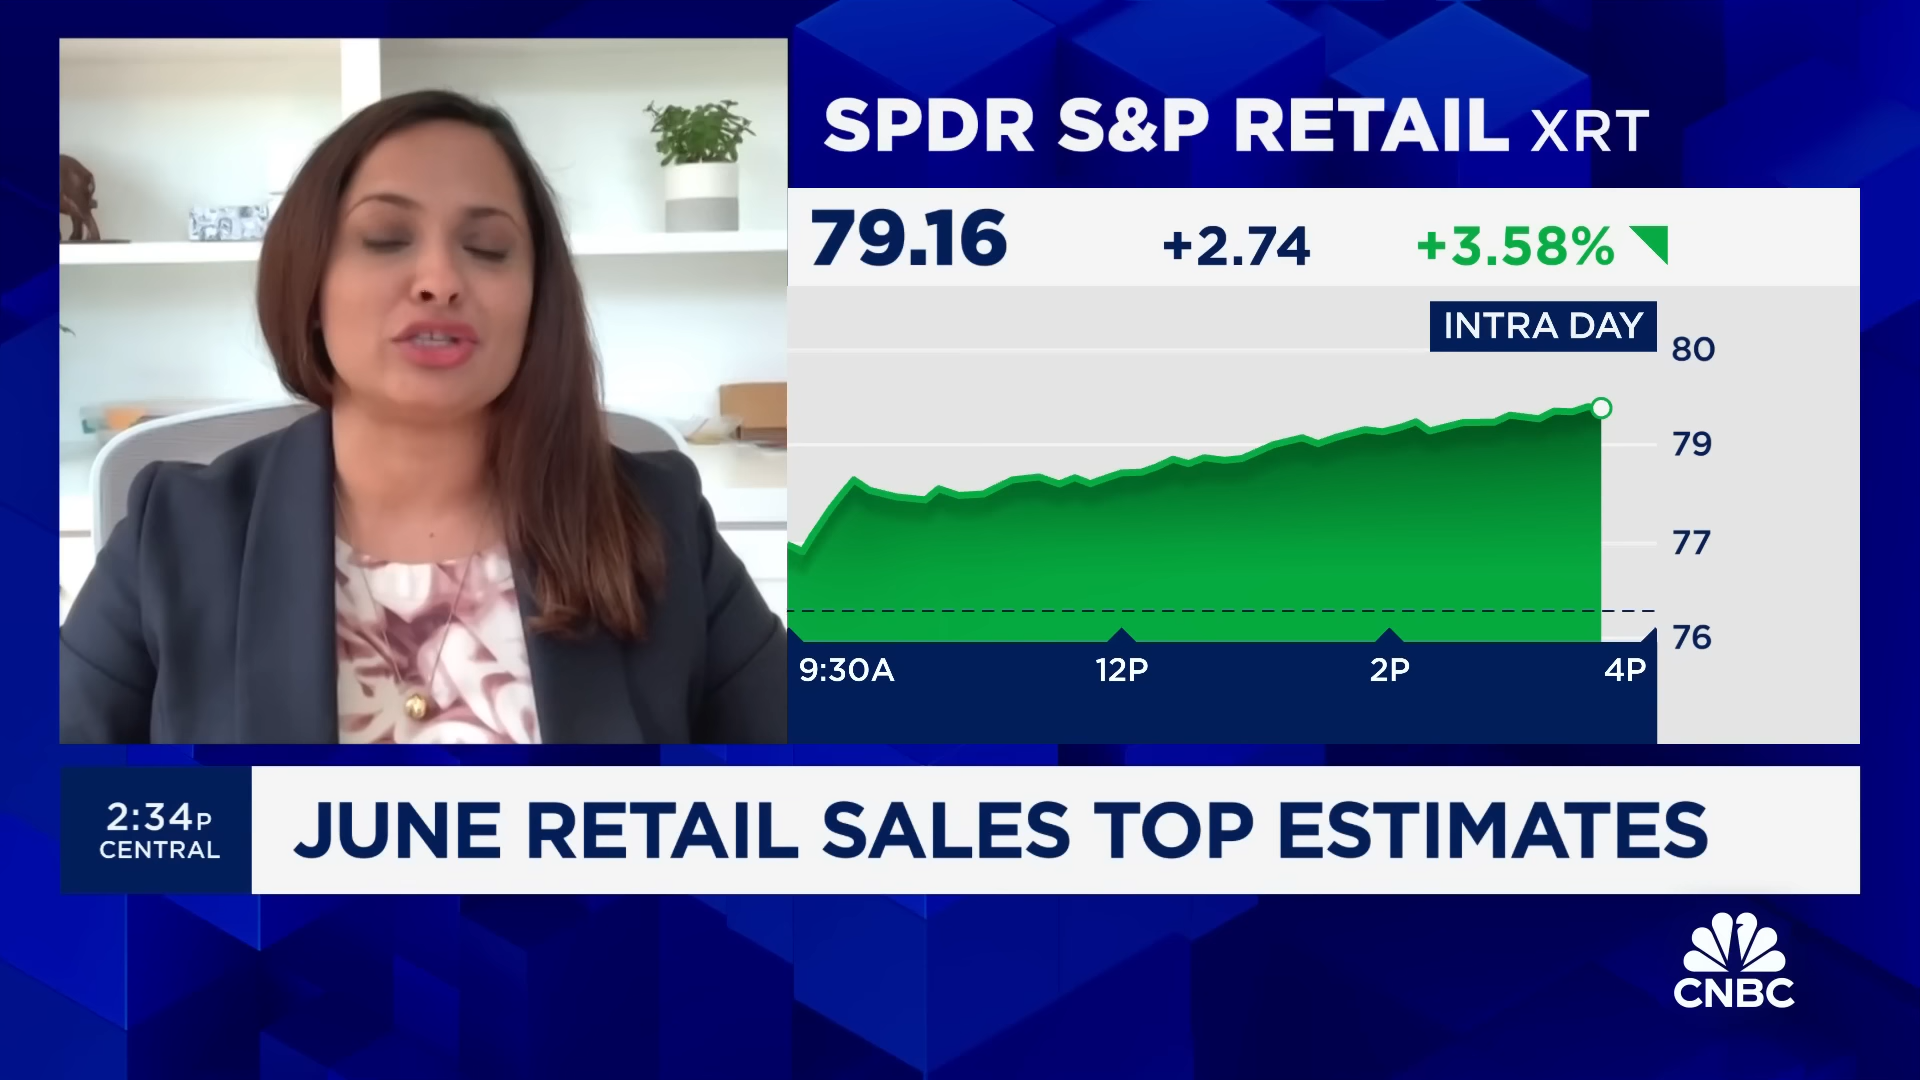 SPDR S&P RETAIL XRT
79.16 +2.74 +3.58%
INTRA DAY
80
79
77
76
9:30A 12P 2P 4P
2:34P
CENTRAL
JUNE RETAIL SALES TOP ESTIMATES
CNBC